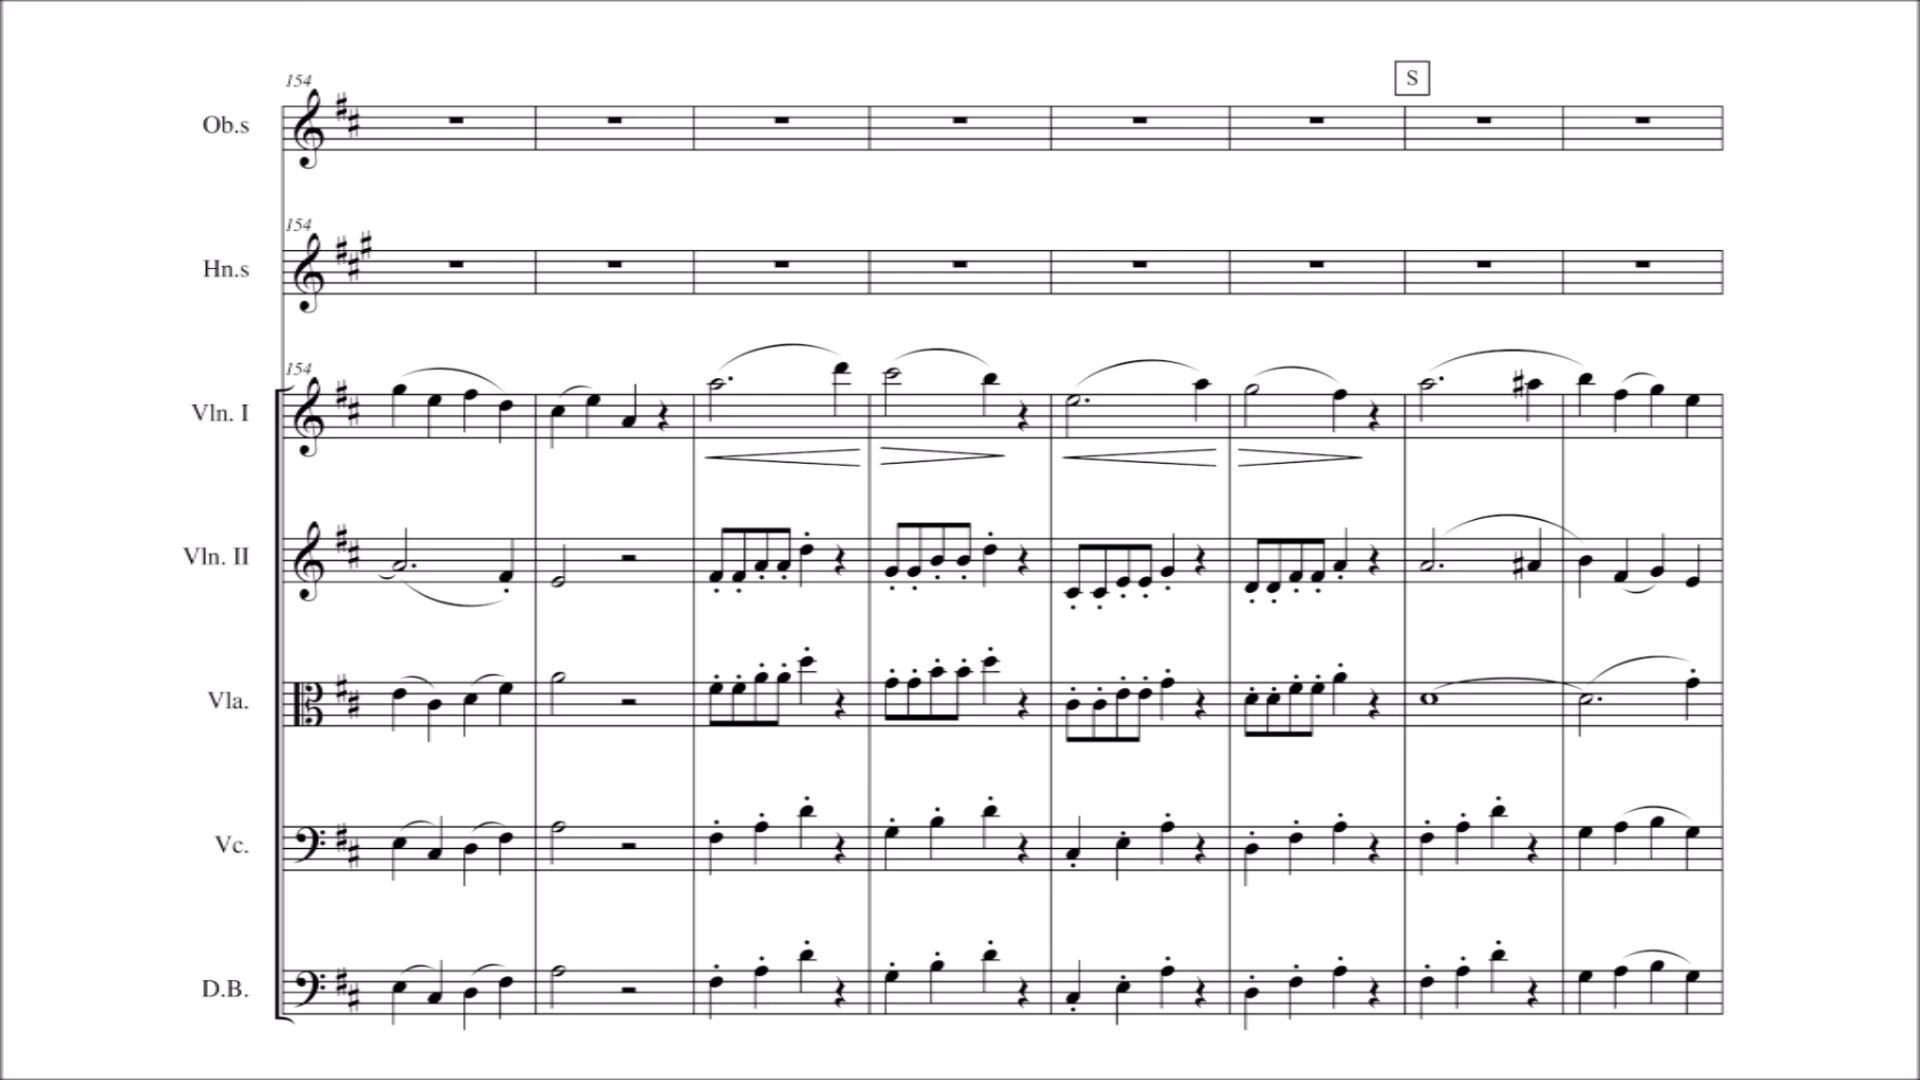 154
S
Ob.s
154
Hn.s
154
Vln. I
Vln. II
Vla.
Vc.
D.B.